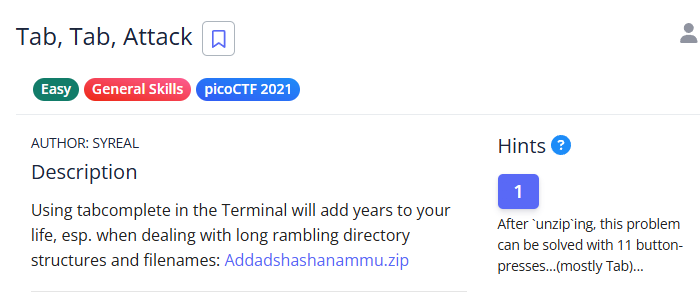 Tab, Tab, Attack
Easy General Skills picoCTF 2021
AUTHOR: SYREAL
Description
Using tabcomplete in the Terminal will add years to your
life, esp. when dealing with long rambling directory
structures and filenames: Addadshashanammu.zip
Hints ?
1
After `unzip`ing, this problem
can be solved with 11 button-
presses...(mostly Tab)...